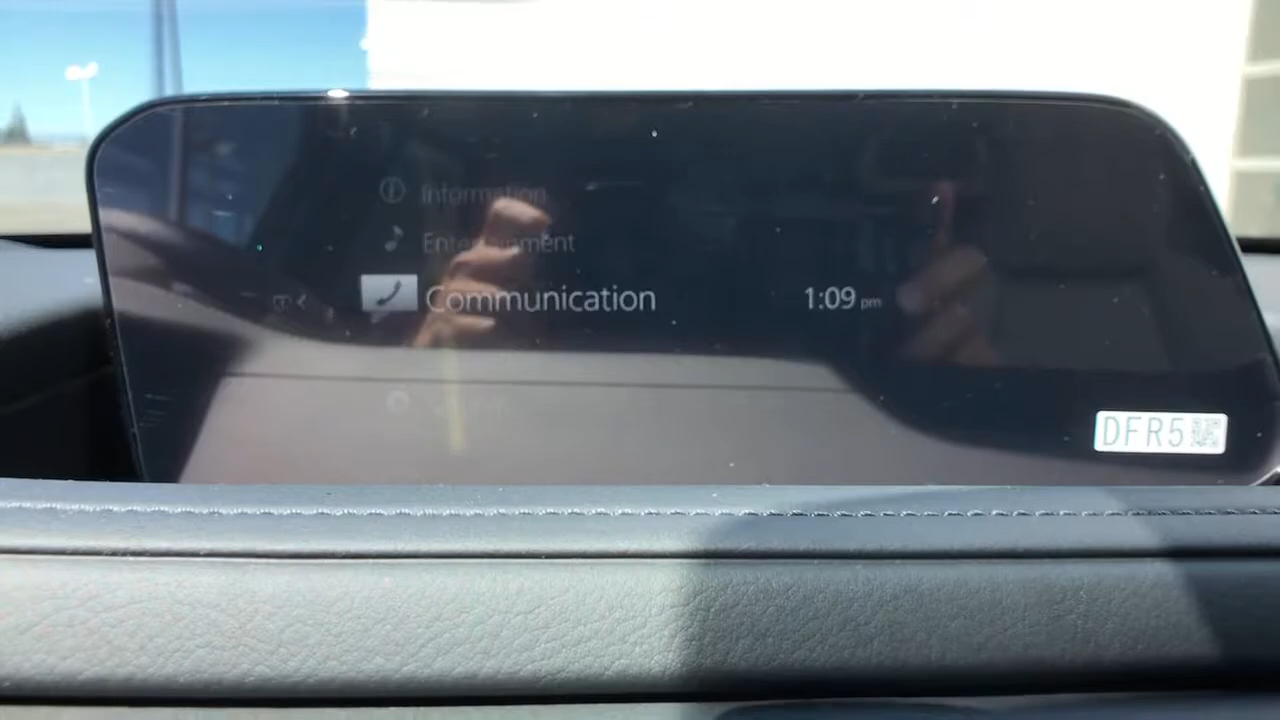 Information
Entertainment
Communication
1:09 pm
DFR5